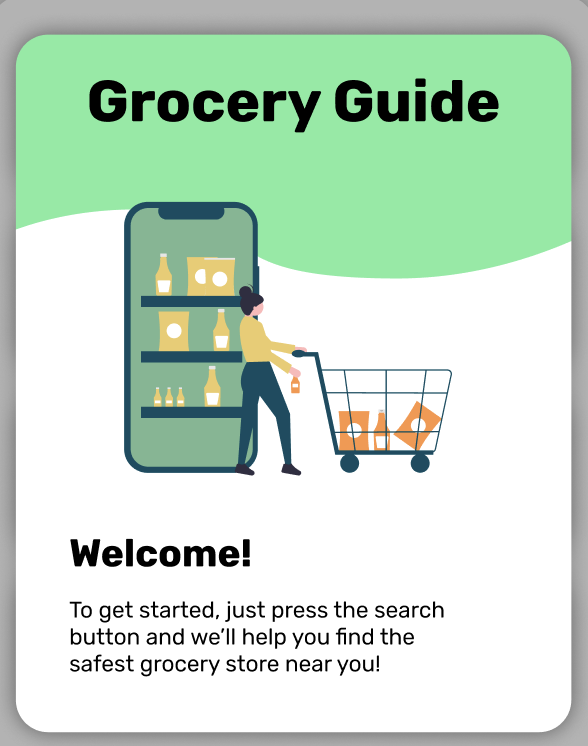 Grocery Guide
Welcome!
To get started, just press the search
button and we’ll help you find the
safest grocery store near you!